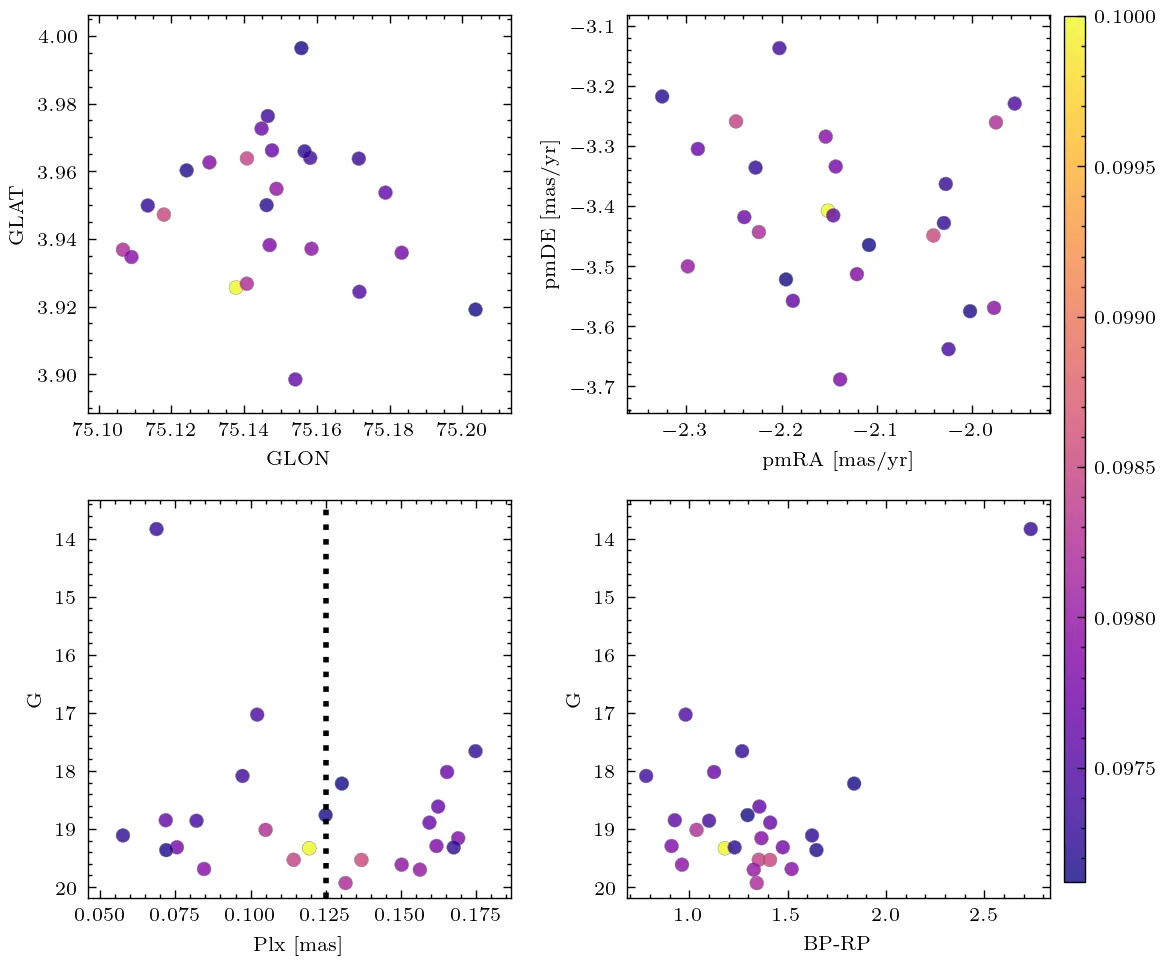 4.00
3.98
3.96
3.94
3.92
3.90
GLAT
75.10 75.12 75.14 75.16 75.18 75.20
GLON
−3.1
−3.2
−3.3
−3.4
−3.5
−3.6
−3.7
pmDE [mas/yr]
−2.3 −2.2 −2.1 −2.0
pmRA [mas/yr]
14
15
16
17
18
19
20
G
0.050 0.075 0.100 0.125 0.150 0.175
Plx [mas]
14
15
16
17
18
19
20
G
1.0 1.5 2.0 2.5
BP-RP
0.1000
0.0995
0.0990
0.0985
0.0980
0.0975